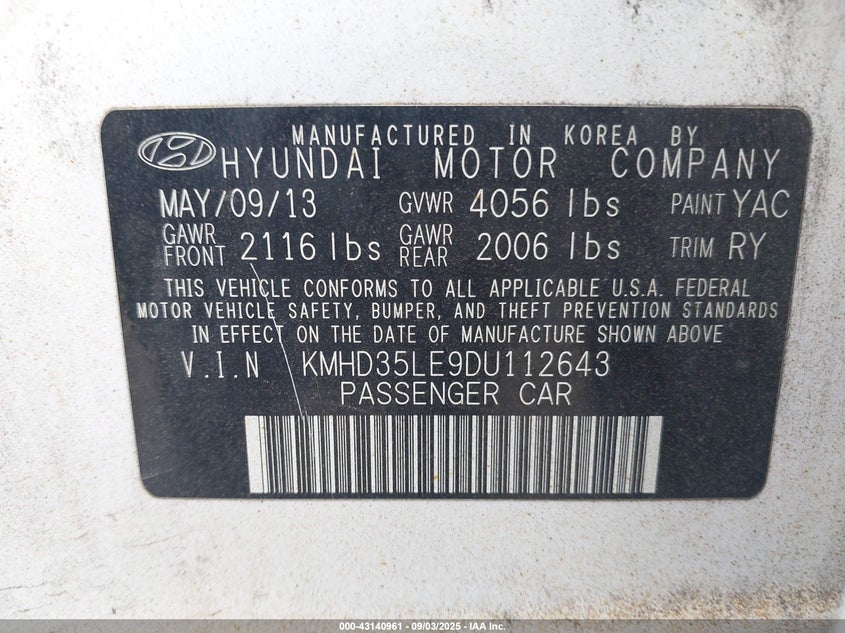 MANUFACTURED IN KOREA BY
HYUNDAI MOTOR COMPANY
MAY/09/13 GVWR 4056 lbs PAINT YAC
GAWR FRONT 2116 lbs GAWR REAR 2006 lbs TRIM RY
THIS VEHICLE CONFORMS TO ALL APPLICABLE U.S.A. FEDERAL
MOTOR VEHICLE SAFETY, BUMPER, AND THEFT PREVENTION STANDARDS
IN EFFECT ON THE DATE OF MANUFACTURE SHOWN ABOVE
V.I.N KMHD35LE9DU112643
PASSENGER CAR
000-43140961 - 09/03/2025 - IAA Inc.